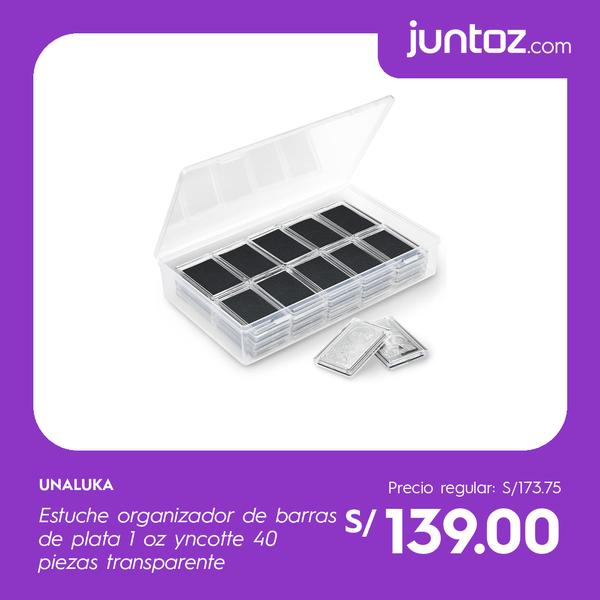 juntoz.com
UNALUKA
Estuche organizador de barras
de plata 1 oz yncotte 40
piezas transparente
Precio regular: S/173.75
S/139.00